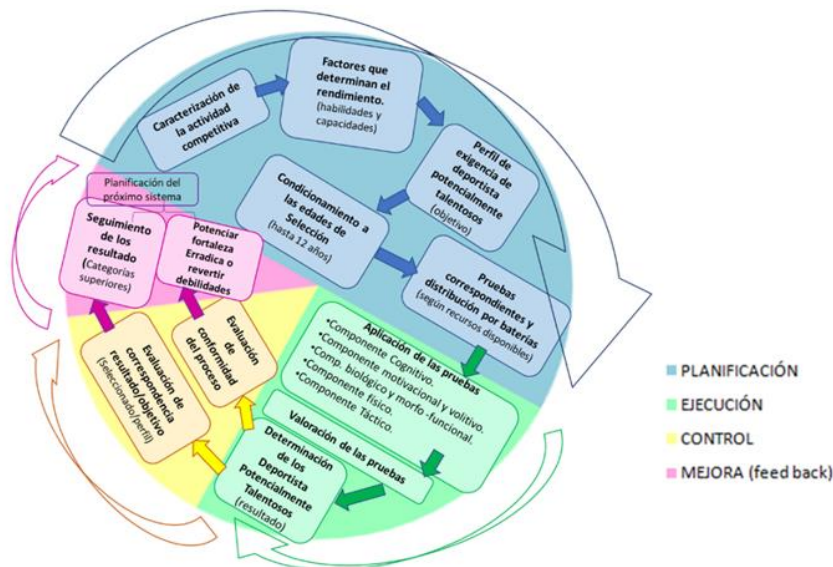 Caracterización de
la actividad
competitiva
Factores que
determinan el
rendimiento.
(habilidades y
capacidades)
Perfil de
exigencia de
deportista
potencialmente
talentosos
(objetivo)
Condicionamiento a
las edades de
Selección
(hasta 12 años)
Pruebas
correspondientes y
distribución por baterías
(según recursos disponibles)
Aplicación de las pruebas
•Componente Cognitivo.
•Componente motivacional y volitivo.
•Comp. biológico y morfo -funcional.
•Componente físico.
•Componente Táctico.
Valoración de las pruebas
Determinación
de los
Deportista
Potencialmente
Talentosos
(resultado)
Evaluación
de
conformidad
del proceso
Evaluación de
correspondencia
resultado/objetivo
(Seleccionado/perfil)
Potenciar
fortaleza
Erradica o
revertir
debilidades
Seguimiento
de los
resultado
(Categorías
superiores)
Planificación del
próximo sistema
PLANIFICACIÓN
EJECUCIÓN
CONTROL
MEJORA (feed back)